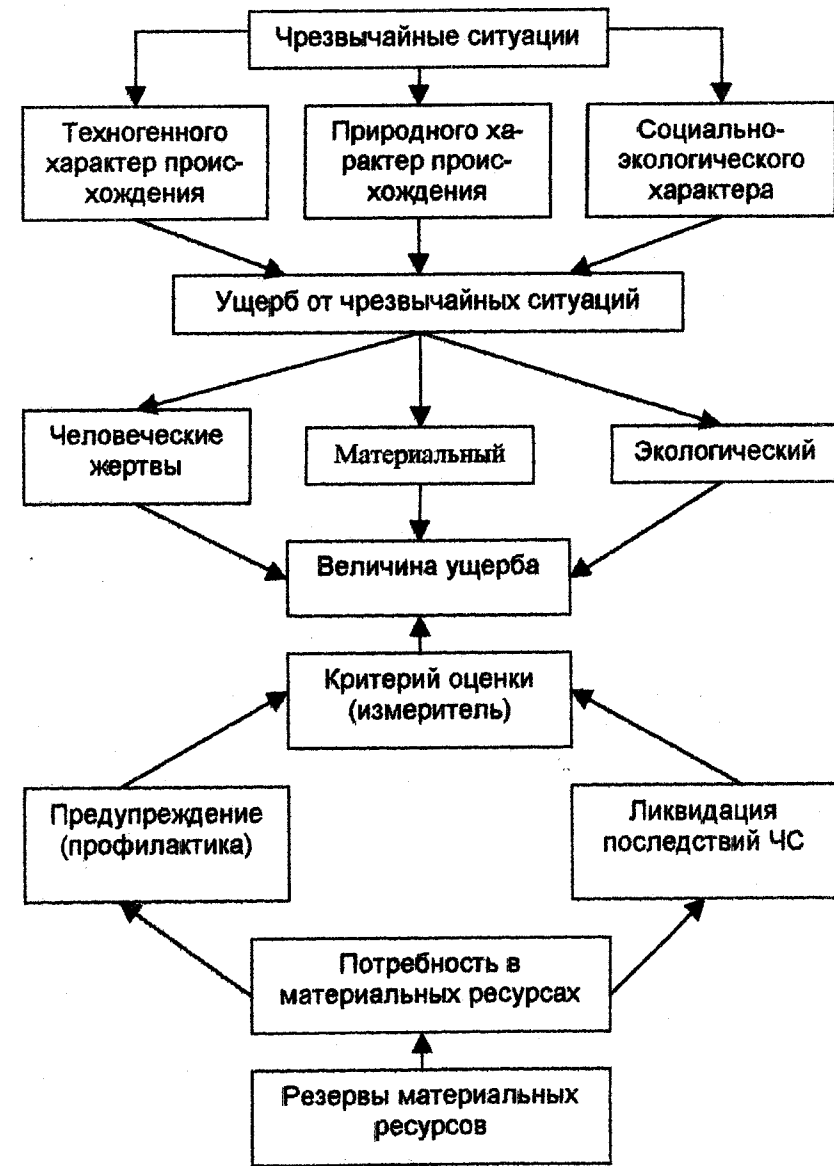 Чрезвычайные ситуации
Техногенного
характер проис-
хождения
Природного ха-
рактер проис-
хождения
Социально-
экологического
характера
Ущерб от чрезвычайных ситуаций
Человеческие
жертвы
Материальный
Экологический
Величина ущерба
Критерий оценки
(измеритель)
Предупреждение
(профилактика)
Ликвидация
последствий ЧС
Потребность в
материальных ресурсах
Резервы материальных
ресурсов